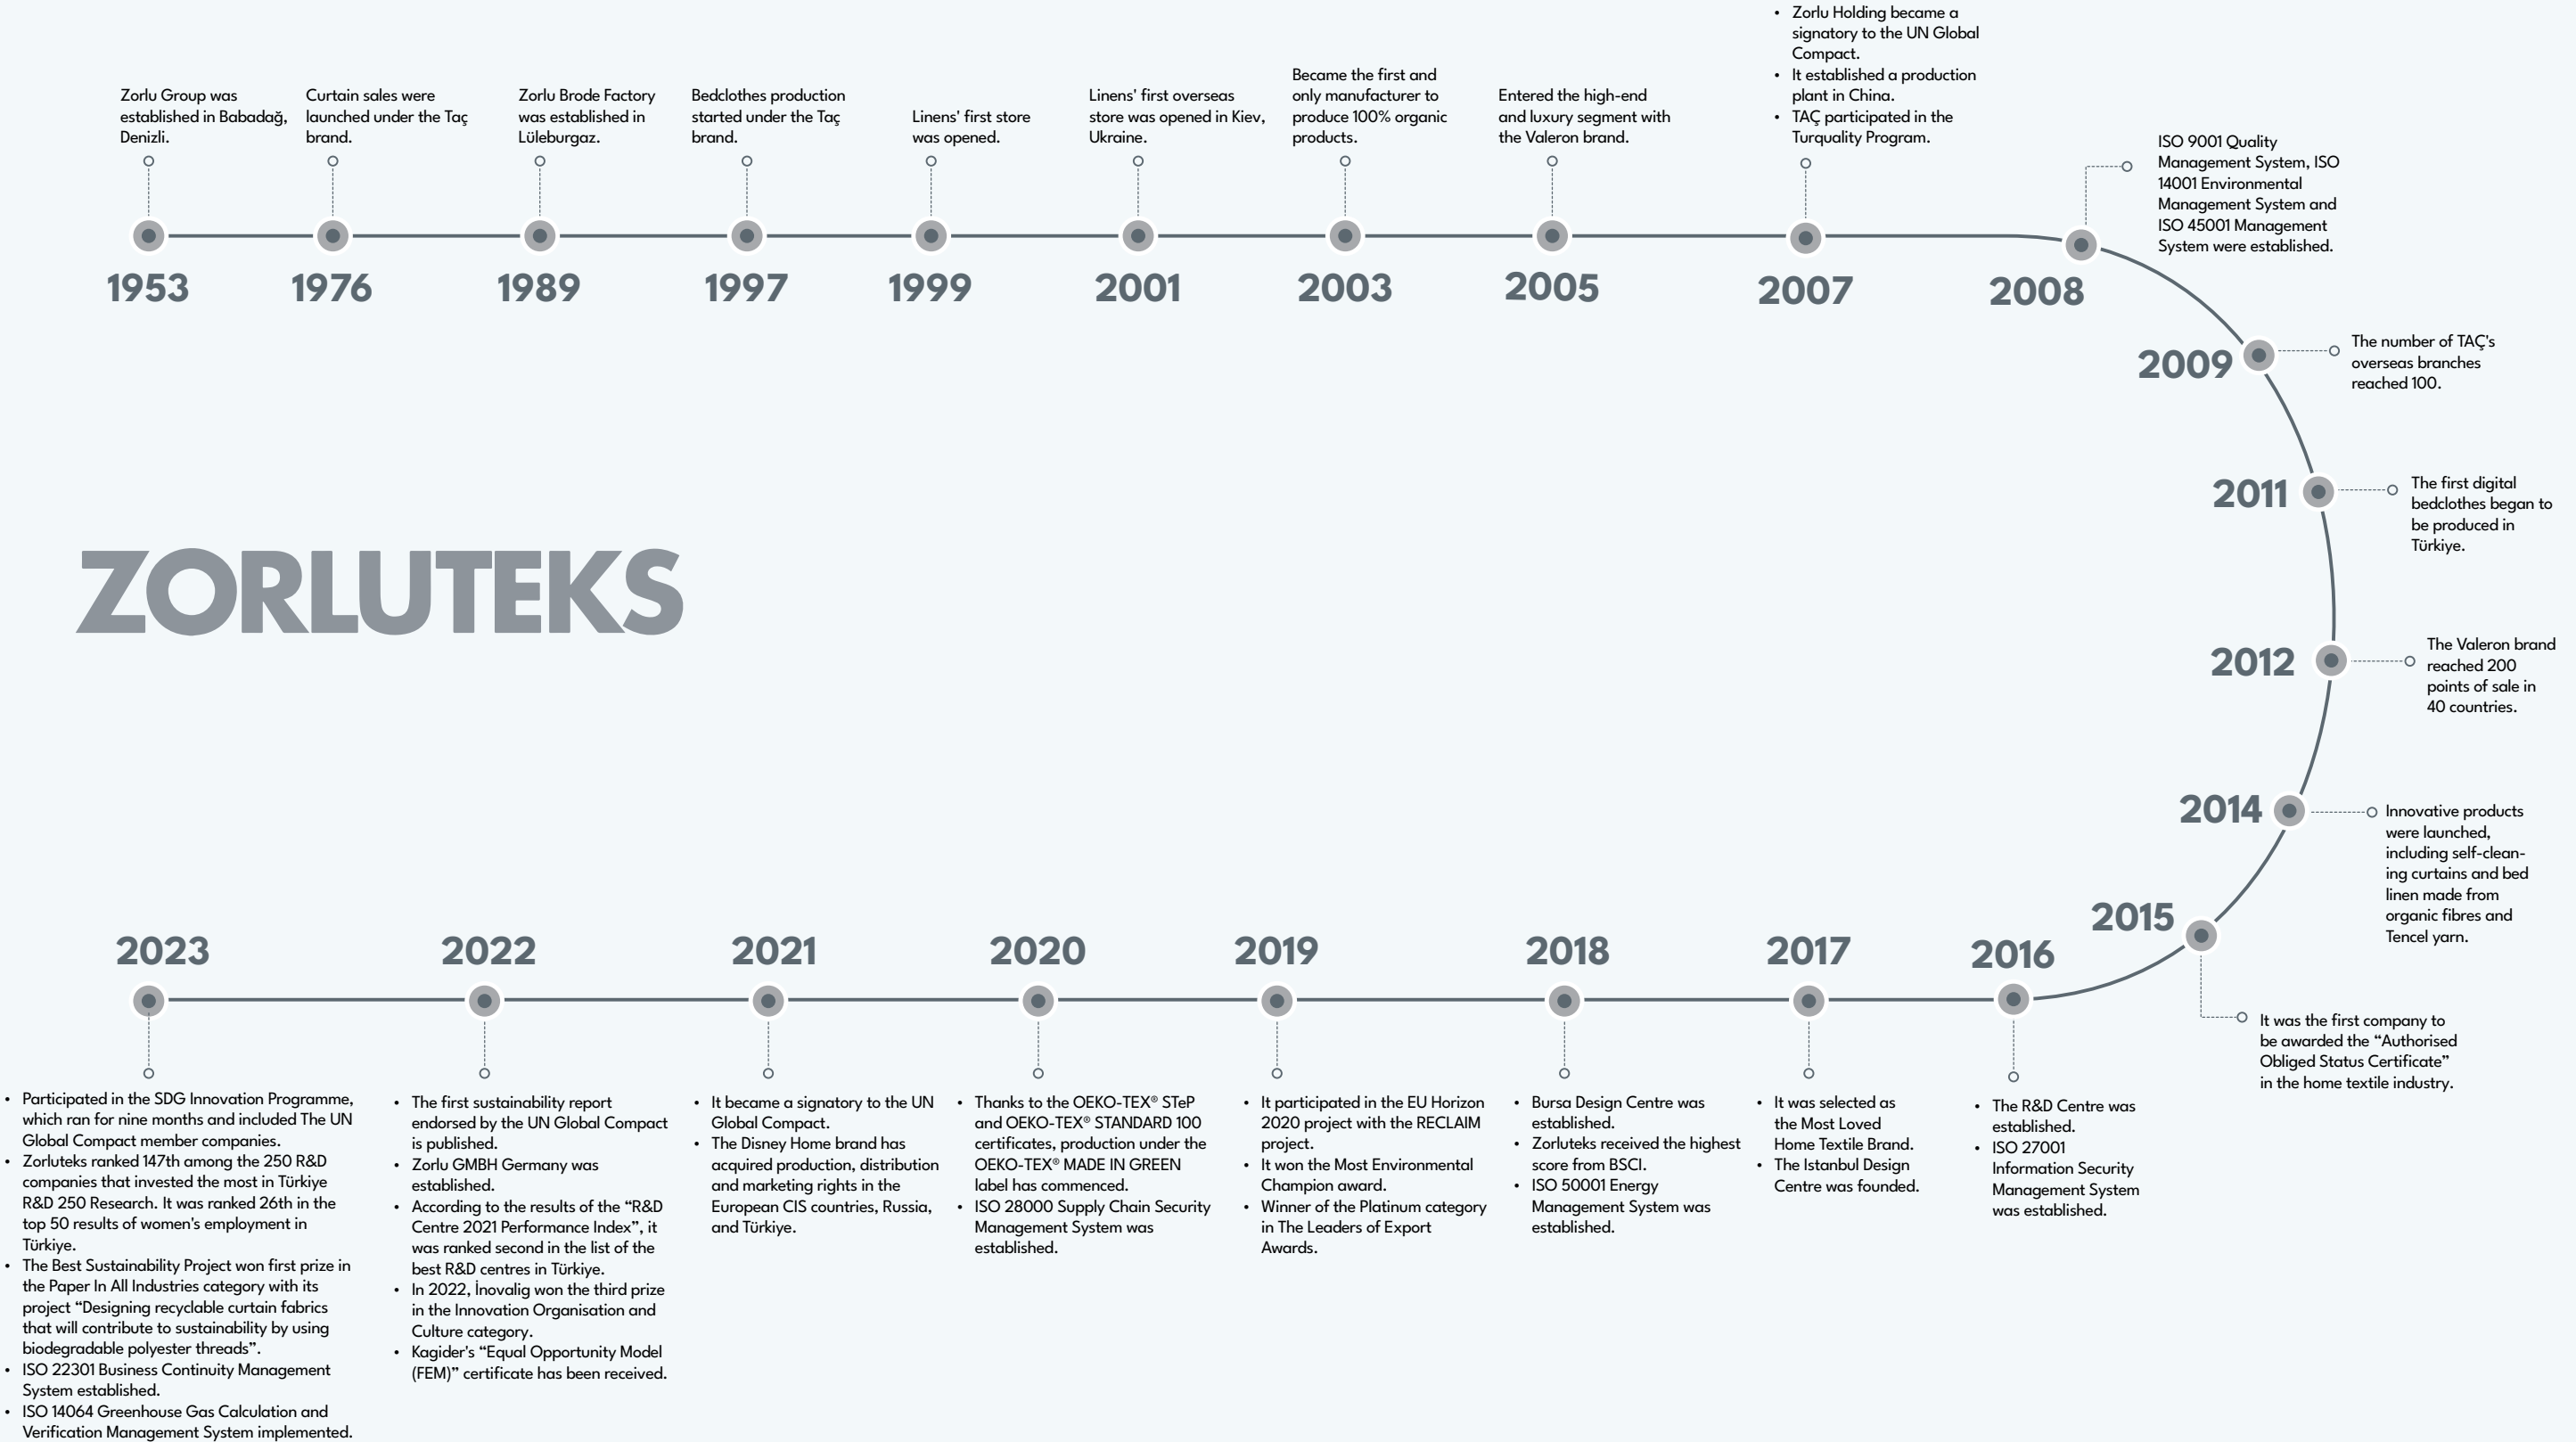 Zorlu Group was
established in Babadağ,
Denizli.
1953
Curtain sales were
launched under the Taç
brand.
1976
Zorlu Brode Factory
was established in
Lüleburgaz.
1989
Bedclothes production
started under the Taç
brand.
1997
Linens' first store
was opened.
1999
Linens' first overseas
store was opened in Kiev,
Ukraine.
2001
Became the first and
only manufacturer to
produce 100% organic
products.
2003
Entered the high-end
and luxury segment with
the Valeron brand.
2005
• Zorlu Holding became a
signatory to the UN Global
Compact.
• It established a production
plant in China.
• TAÇ participated in the
Turquality Program.
2007
ISO 9001 Quality
Management System, ISO
14001 Environmental
Management System and
ISO 45001 Management
System were established.
2008
2009
The number of TAÇ's
overseas branches
reached 100.
2011
The first digital
bedclothes began to
be produced in
Türkiye.
ZORLUTEKS
2012
The Valeron brand
reached 200
points of sale in
40 countries.
2014
Innovative products
were launched,
including self-clean-
ing curtains and bed
linen made from
organic fibres and
Tencel yarn.
2015
It was the first company to
be awarded the “Authorised
Obliged Status Certificate”
in the home textile industry.
2016
• The R&D Centre was
established.
• ISO 27001
Information Security
Management System
was established.
2017
• It was selected as
the Most Loved
Home Textile Brand.
• The Istanbul Design
Centre was founded.
2018
• Bursa Design Centre was
established.
• Zorluteks received the highest
score from BSCI.
• ISO 50001 Energy
Management System was
established.
2019
• It participated in the EU Horizon
2020 project with the RECLAIM
project.
• It won the Most Environmental
Champion award.
• Winner of the Platinum category
in The Leaders of Export
Awards.
2020
• Thanks to the OEKO-TEX® STeP
and OEKO-TEX® STANDARD 100
certificates, production under the
OEKO-TEX® MADE IN GREEN
label has commenced.
• ISO 28000 Supply Chain Security
Management System was
established.
2021
• It became a signatory to the UN
Global Compact.
• The Disney Home brand has
acquired production, distribution
and marketing rights in the
European CIS countries, Russia,
and Türkiye.
2022
• The first sustainability report
endorsed by the UN Global Compact
is published.
• Zorlu GMBH Germany was
established.
• According to the results of the “R&D
Centre 2021 Performance Index”, it
was ranked second in the list of the
best R&D centres in Türkiye.
• In 2022, İnovalig won the third prize
in the Innovation Organisation and
Culture category.
• Kagider's “Equal Opportunity Model
(FEM)” certificate has been received.
2023
• Participated in the SDG Innovation Programme,
which ran for nine months and included The UN
Global Compact member companies.
• Zorluteks ranked 147th among the 250 R&D
companies that invested the most in Türkiye
R&D 250 Research. It was ranked 26th in the
top 50 results of women's employment in
Türkiye.
• The Best Sustainability Project won first prize in
the Paper In All Industries category with its
project “Designing recyclable curtain fabrics
that will contribute to sustainability by using
biodegradable polyester threads”.
• ISO 22301 Business Continuity Management
System established.
• ISO 14064 Greenhouse Gas Calculation and
Verification Management System implemented.